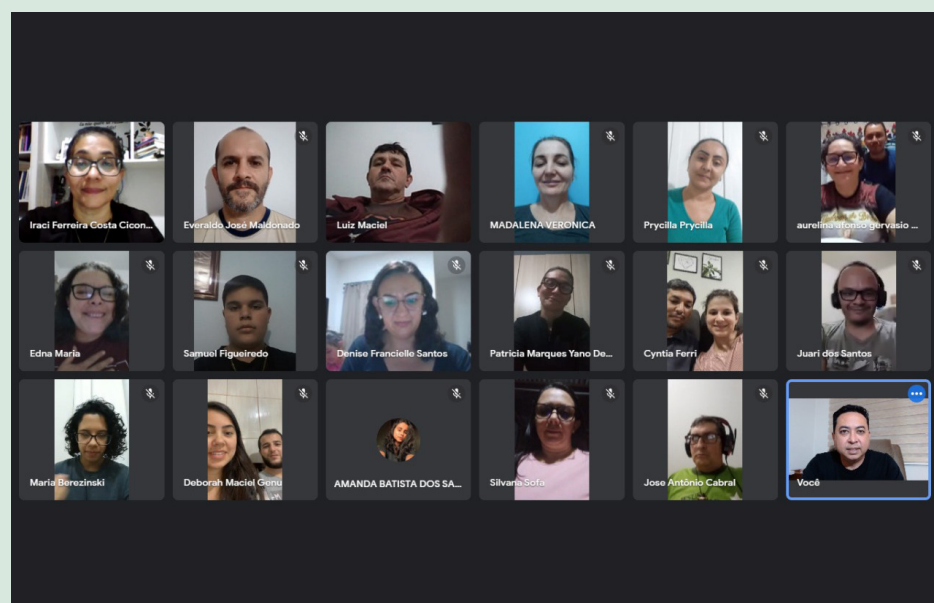 Iraci Ferreira Costa Cicon...
Everaldo José Maldonado
Luiz Maciel
MADALENA VERONICA
Prycilla Prycilla
aurelina afonso gervasio ...
Edna Maria
Samuel Figueiredo
Denise Francielle Santos
Patricia Marques Yano De...
Cyntia Ferri
Juari dos Santos
Maria Berezinski
Deborah Maciel Genu
AMANDA BATISTA DOS SA...
Silvana Sofa
Jose Antônio Cabral
Você